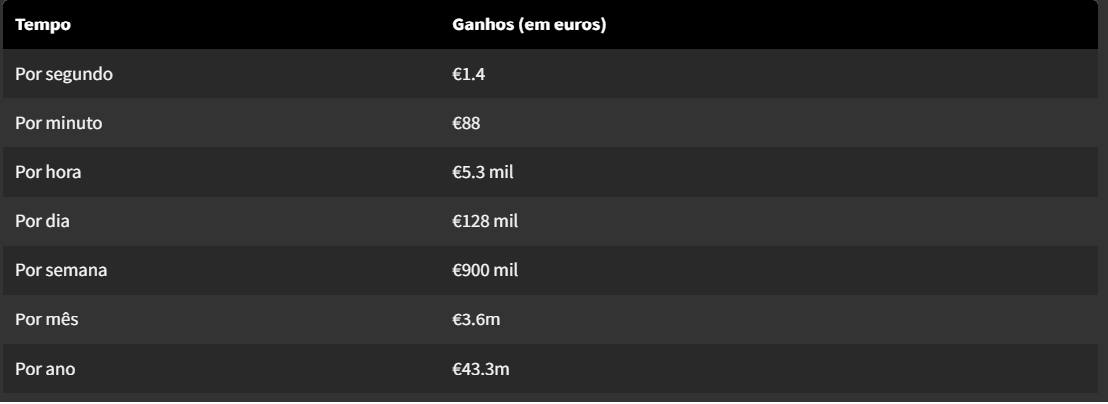 Tempo Ganhos (em euros)
Por segundo €1.4
Por minuto €88
Por hora €5.3 mil
Por dia €128 mil
Por semana €900 mil
Por mês €3.6m
Por ano €43.3m